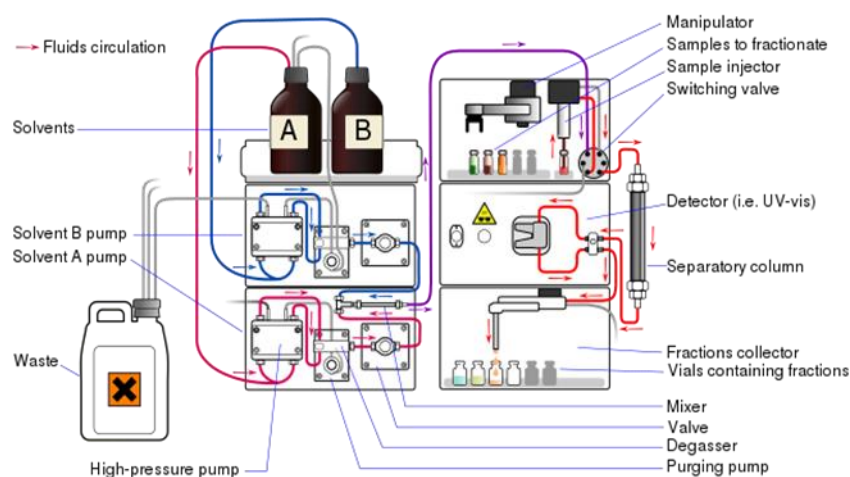 Fluids circulation
Solvents
A
B
Solvent B pump
Solvent A pump
Waste
High-pressure pump
Manipulator
Samples to fractionate
Sample injector
Switching valve
Detector (i.e. UV-vis)
Separatory column
Fractions collector
Vials containing fractions
Mixer
Valve
Degasser
Purging pump